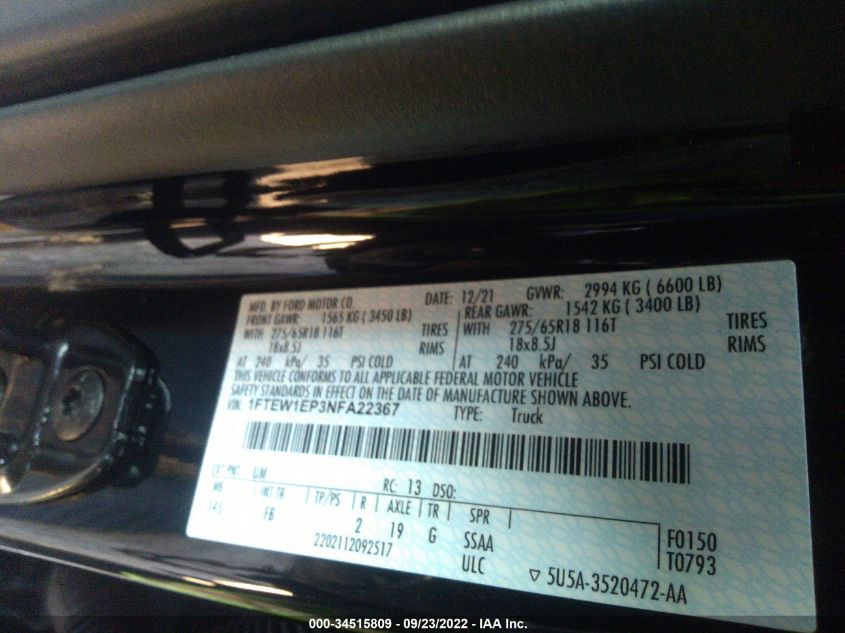 MFD. BY FORD MOTOR CO. DATE: 12/21 GVWR: 2994 KG ( 6600 LB)
FRONT GAWR: 1565 KG ( 3450 LB) REAR GAWR: 1542 KG ( 3400 LB)
WITH 275/65R18 116T TIRES WITH 275/65R18 116T TIRES
18x8.5J RIMS 18x8.5J RIMS
AT 240 kPa/ 35 PSI COLD AT 240 kPa/ 35 PSI COLD
THIS VEHICLE CONFORMS TO ALL APPLICABLE FEDERAL MOTOR VEHICLE
SAFETY STANDARDS IN EFFECT ON THE DATE OF MANUFACTURE SHOWN ABOVE.
VIN: 1FTEW1EP3NFA22367 TYPE: Truck
EXT PNT: UM RC: 13 DSO:
WB INT TR TP/PS R AXLE TR SPR
145 FB 2 19 G SSAA F0150
2202112092517 ULC T0793
▽ 5U5A-3520472-AA
000-34515809 - 09/23/2022 - IAA Inc.